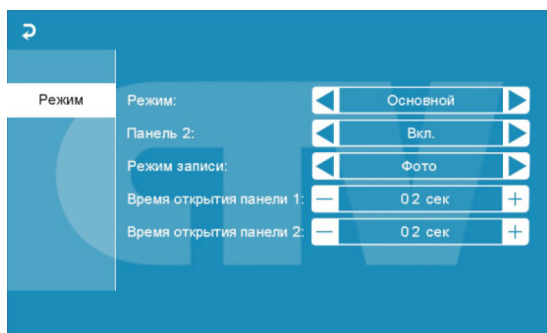 Режим
Режим: Основной
Панель 2: Вкл.
Режим записи: Фото
Время открытия панели 1: — 02 сек +
Время открытия панели 2: — 02 сек +